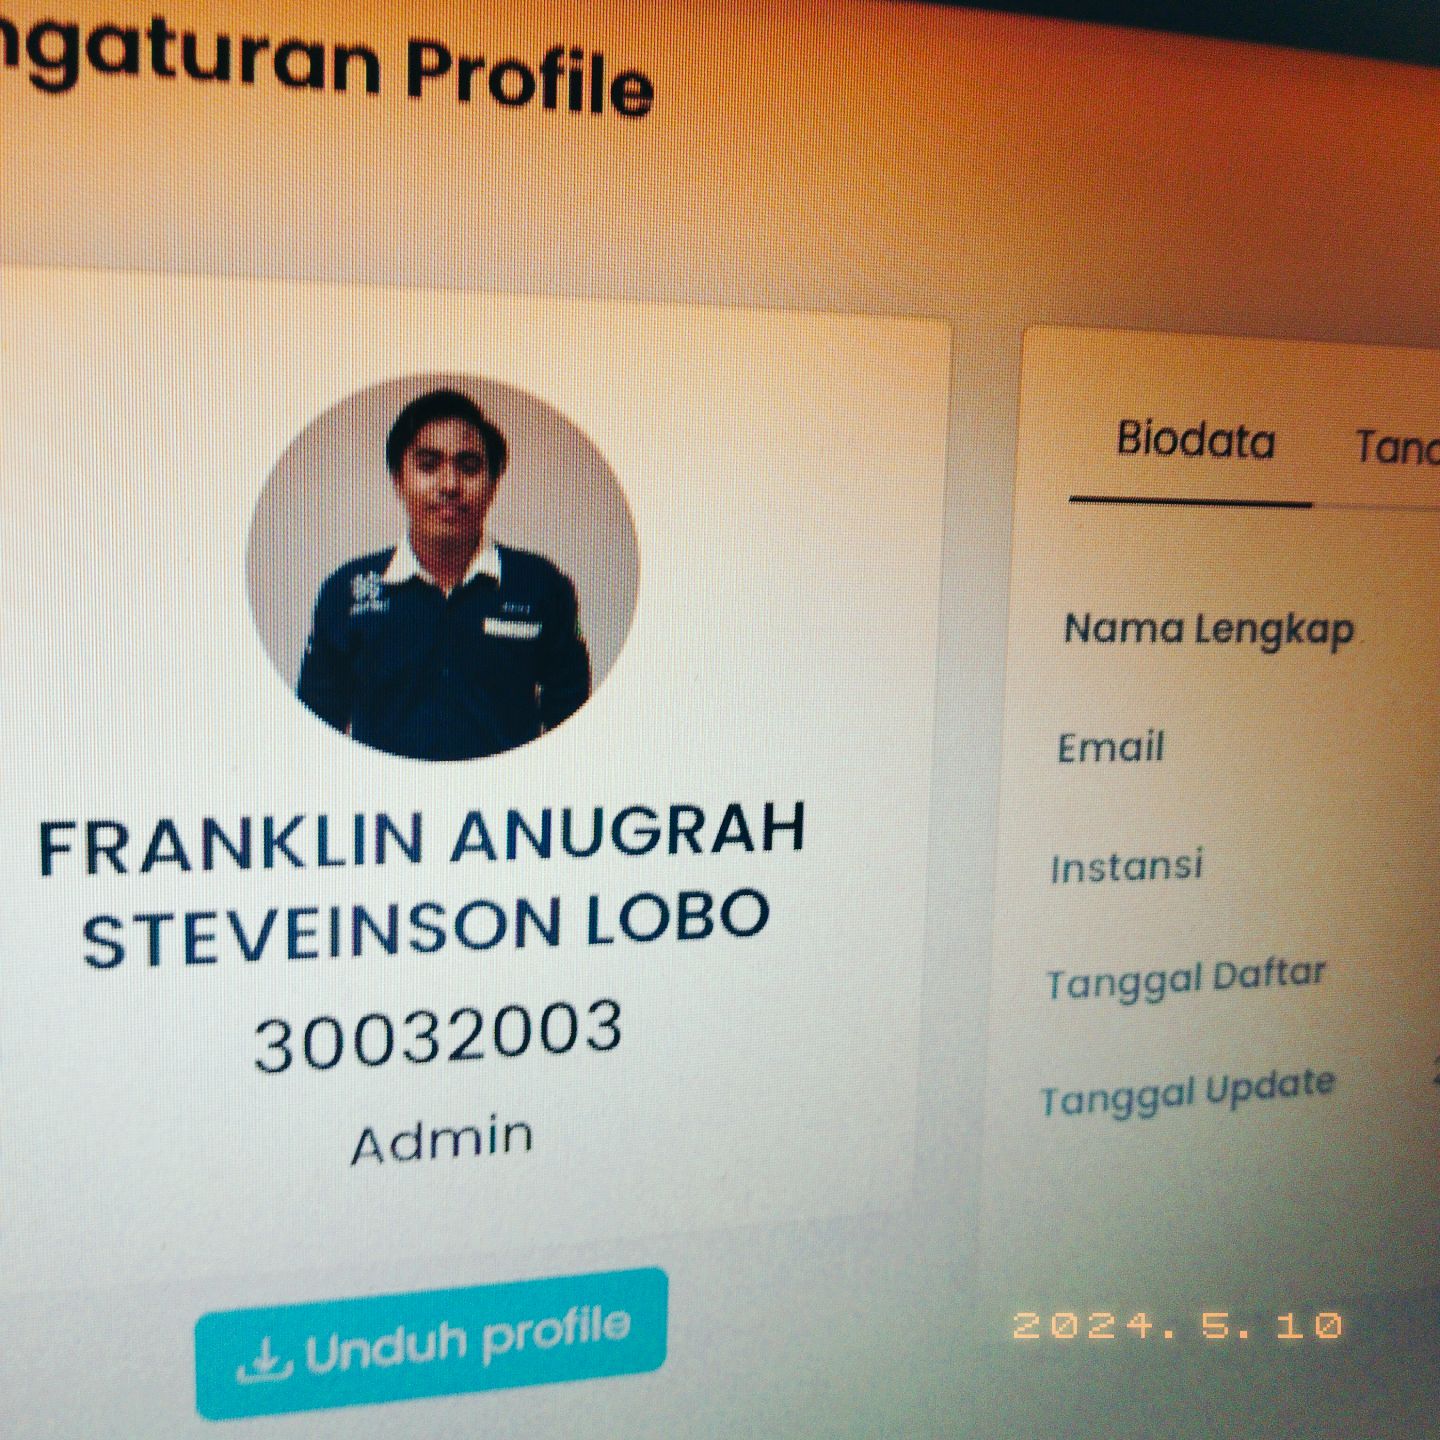 ngaturan Profile
FRANKLIN ANUGRAH
STEVEINSON LOBO
30032003
Admin
Unduh profile
Biodata
Nama Lengkap
Email
Instansi
Tanggal Daftar
Tanggal Update
2024. 5. 10